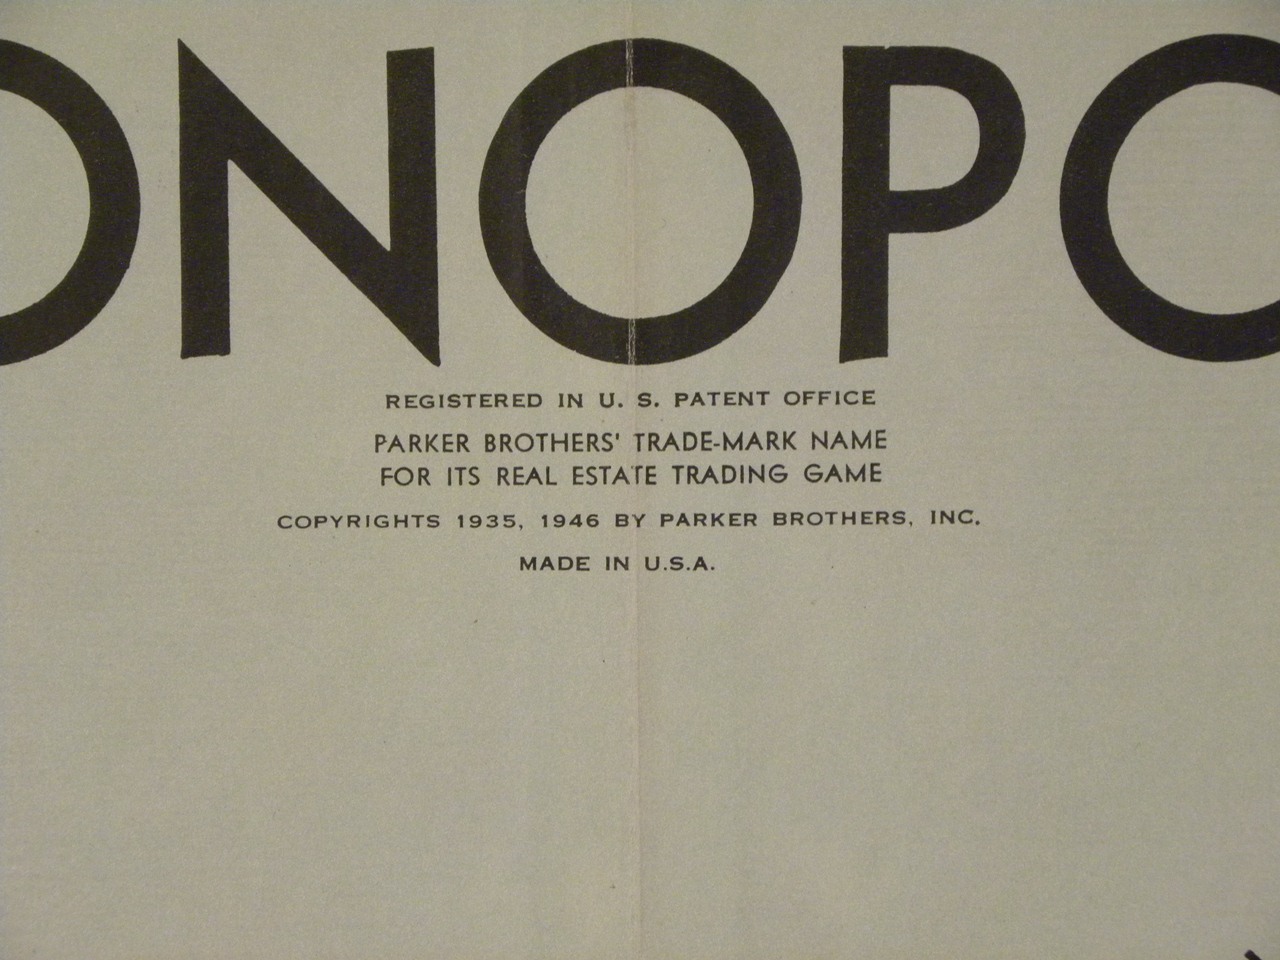 ONOPO
REGISTERED IN U. S. PATENT OFFICE
PARKER BROTHERS' TRADE-MARK NAME
FOR ITS REAL ESTATE TRADING GAME
COPYRIGHTS 1935, 1946 BY PARKER BROTHERS, INC.
MADE IN U.S.A.